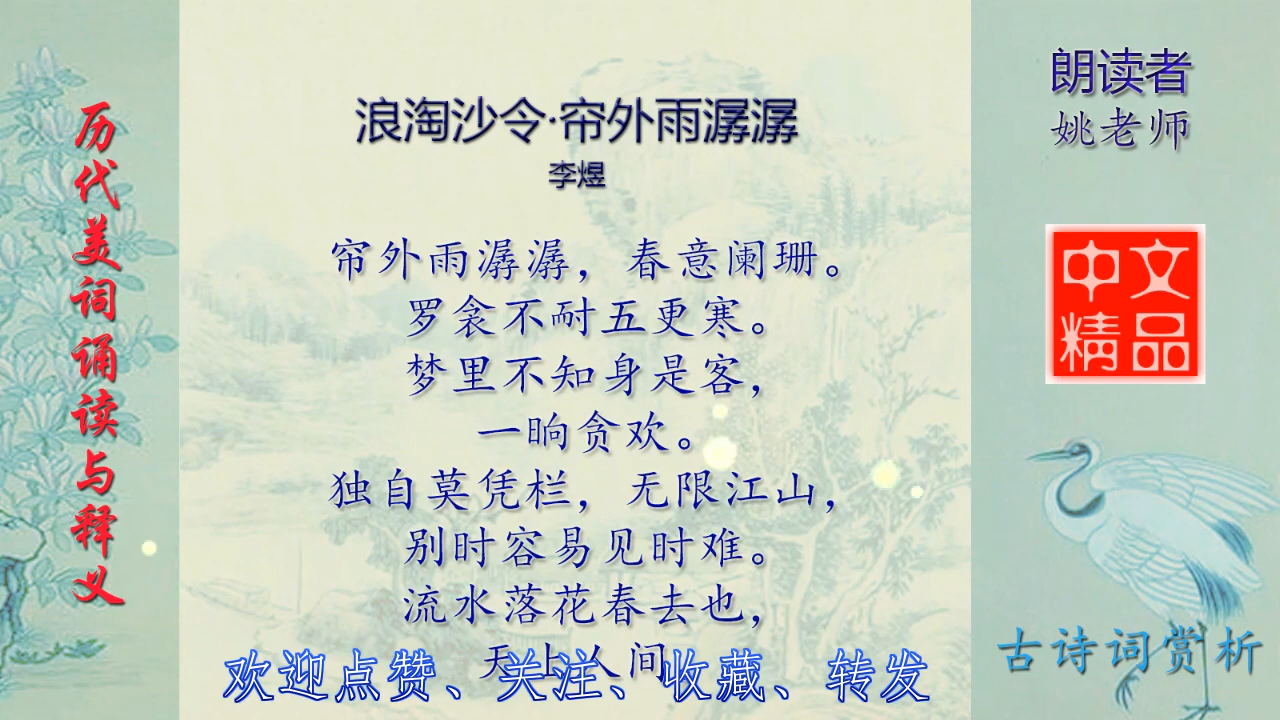 历代美词诵读与释义
浪淘沙令·帘外雨潺潺
李煜
帘外雨潺潺，春意阑珊。
罗衾不耐五更寒。
梦里不知身是客，
一晌贪欢。
独自莫凭栏，无限江山，
别时容易见时难。
流水落花春去也，
天上人间
欢迎点赞、关注、收藏、转发
朗读者
姚老师
中文
精品
古诗词赏析